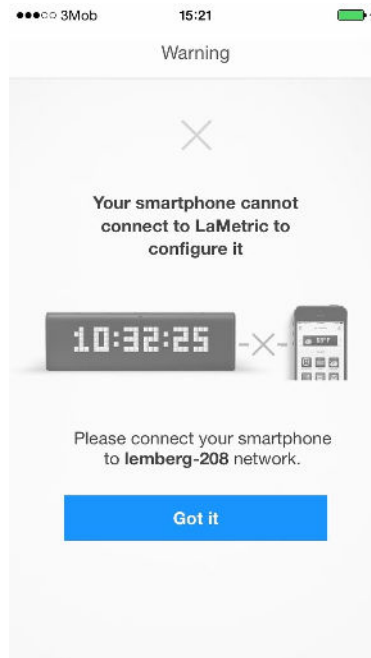 3Mob 15:21
Warning
Your smartphone cannot
connect to LaMetric to
configure it
10:32:25
Please connect your smartphone
to lemberg-208 network.
Got it